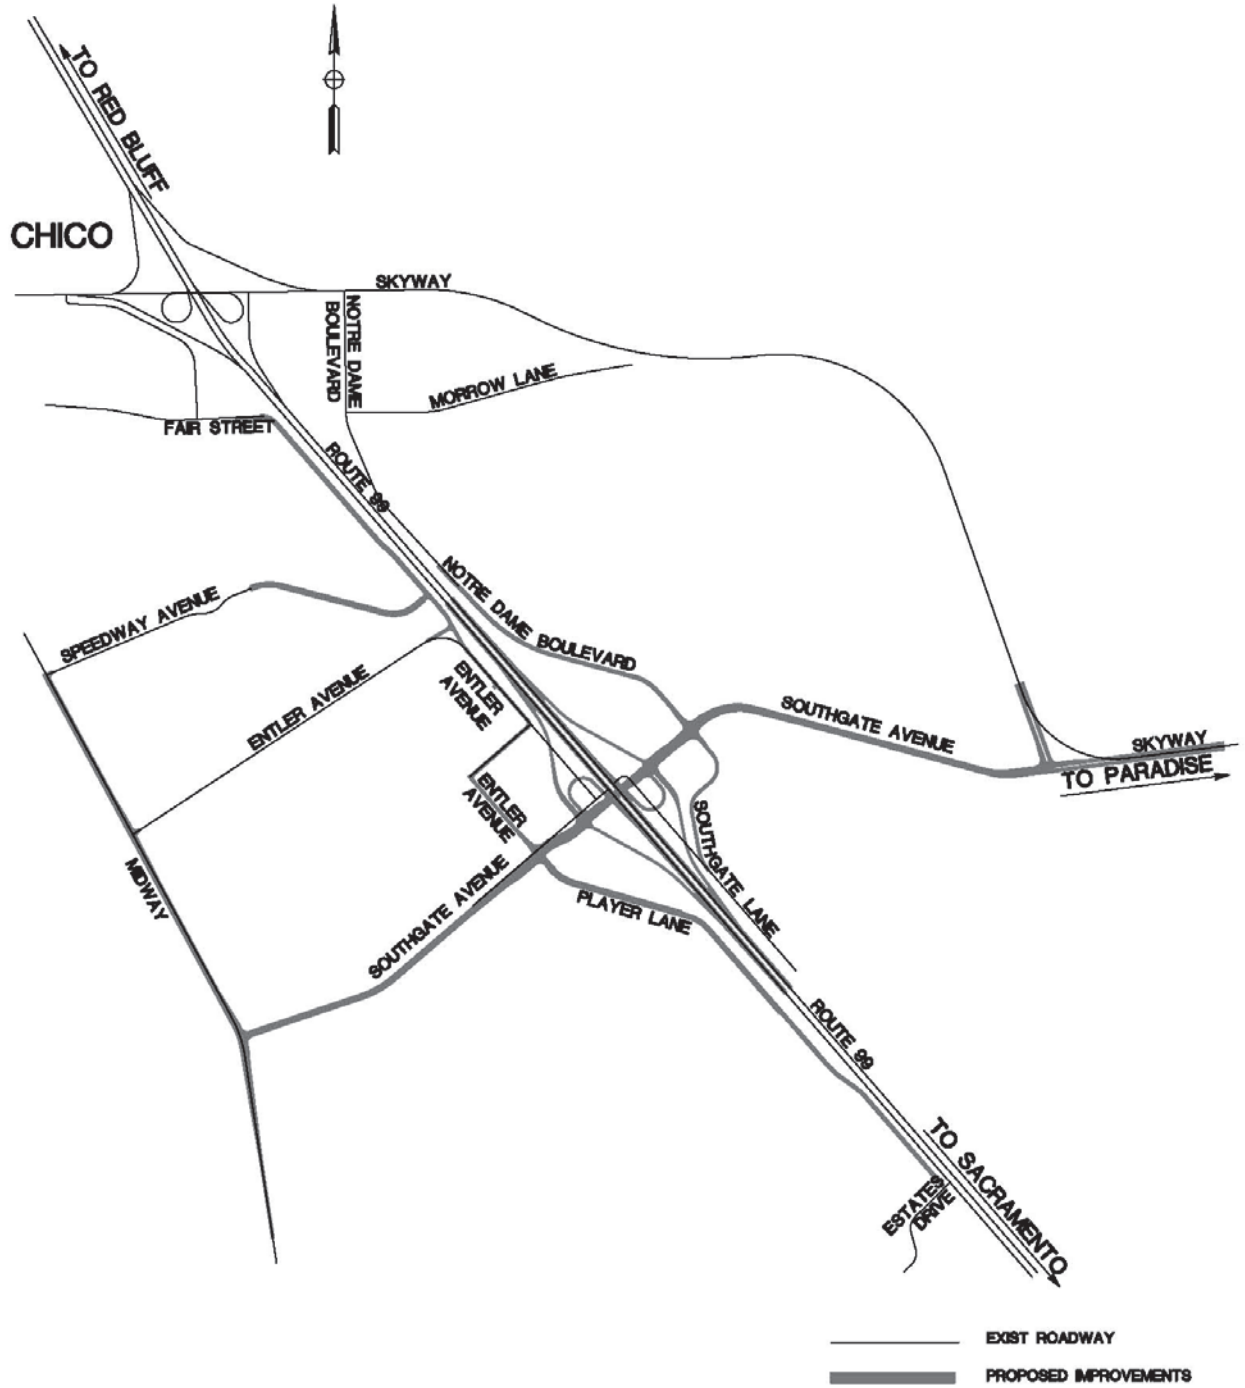 TO RED BLUFF
CHICO
SKYWAY
NOTRE DAME
BOULEVARD
MORROW LANE
FAIR STREET
ROUTE 99
NOTRE DAME BOULEVARD
SPEEDWAY AVENUE
ENTLER AVENUE
ENTLER
AVENUE
SOUTHGATE AVENUE
SKYWAY
TO PARADISE
ENTLER
AVENUE
SOUTHGATE LANE
MIDWAY
SOUTHGATE AVENUE
PLAYER LANE
ROUTE 99
TO SACRAMENTO
ESTATES
DRIVE
EXIST ROADWAY
PROPOSED IMPROVEMENTS